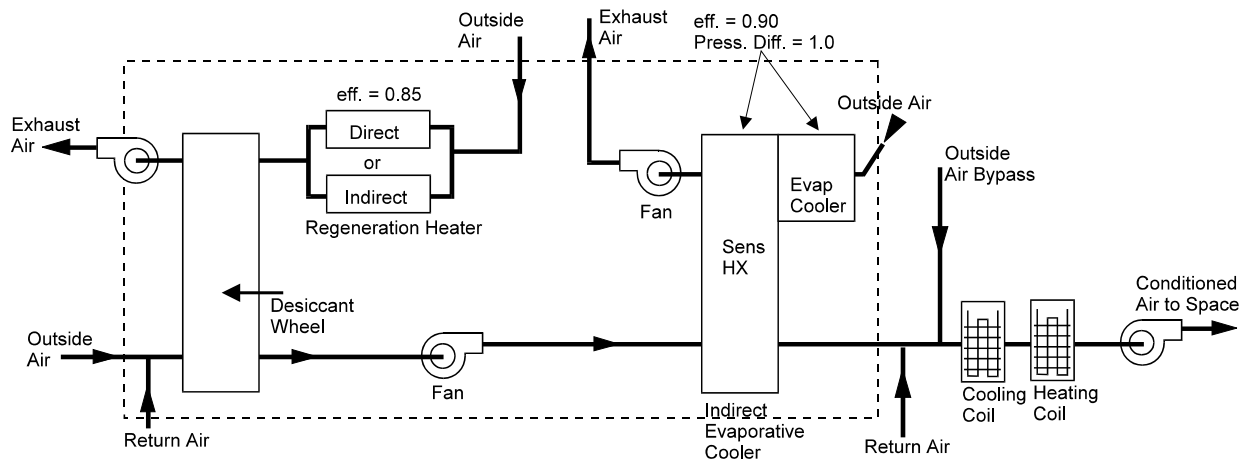 Outside
Air
Exhaust
Air
eff. = 0.90
Press. Diff. = 1.0
eff. = 0.85
Outside Air
Exhaust
Air
Direct
or
Indirect
Regeneration Heater
Outside
Air Bypass
Evap
Cooler
Fan
Sens
HX
Desiccant
Wheel
Conditioned
Air to Space
Outside
Air
Fan
Return Air
Indirect
Evaporative
Cooler
Return Air
Cooling
Coil
Heating
Coil